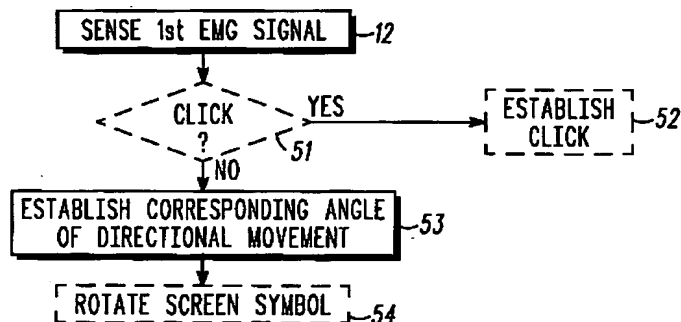 SENSE 1st EMG SIGNAL
12
CLICK
?
YES
51
ESTABLISH
CLICK
52
NO
ESTABLISH CORRESPONDING ANGLE
OF DIRECTIONAL MOVEMENT
53
ROTATE SCREEN SYMBOL
54